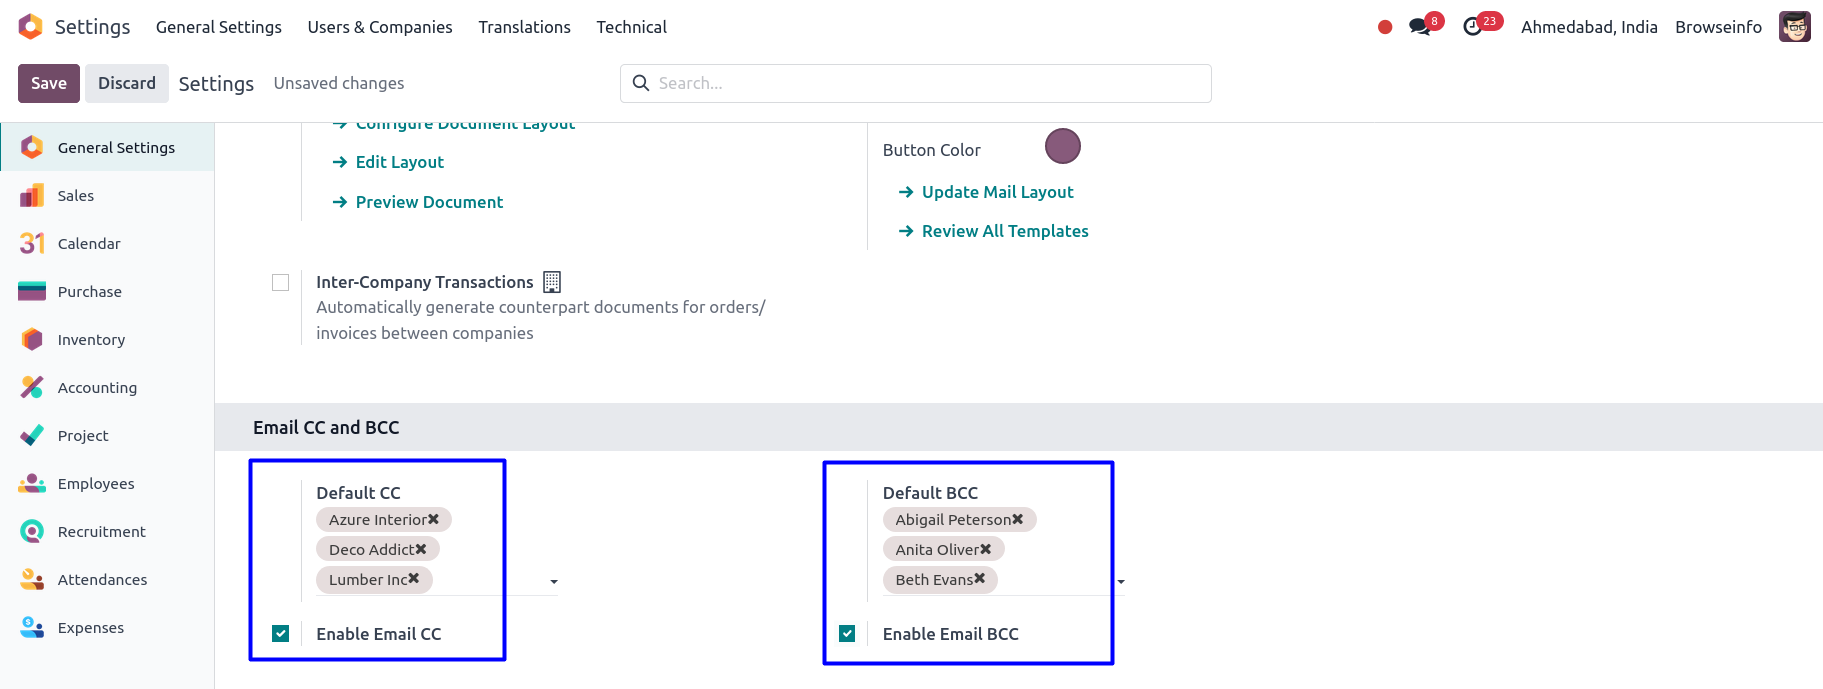 Settings General Settings Users & Companies Translations Technical 8 23 Ahmedabad, India Browseinfo
Save Discard Settings Unsaved changes Search...
General Settings
Sales
31 Calendar
Purchase
Inventory
Accounting
Project
Employees
Recruitment
Attendances
$ Expenses
Configure Document Layout
Edit Layout
Preview Document
Button Color
Update Mail Layout
Review All Templates
Inter-Company Transactions
Automatically generate counterpart documents for orders/
invoices between companies
Email CC and BCC
Default CC
Azure Interior
Deco Addict
Lumber Inc
Enable Email CC
Default BCC
Abigail Peterson
Anita Oliver
Beth Evans
Enable Email BCC